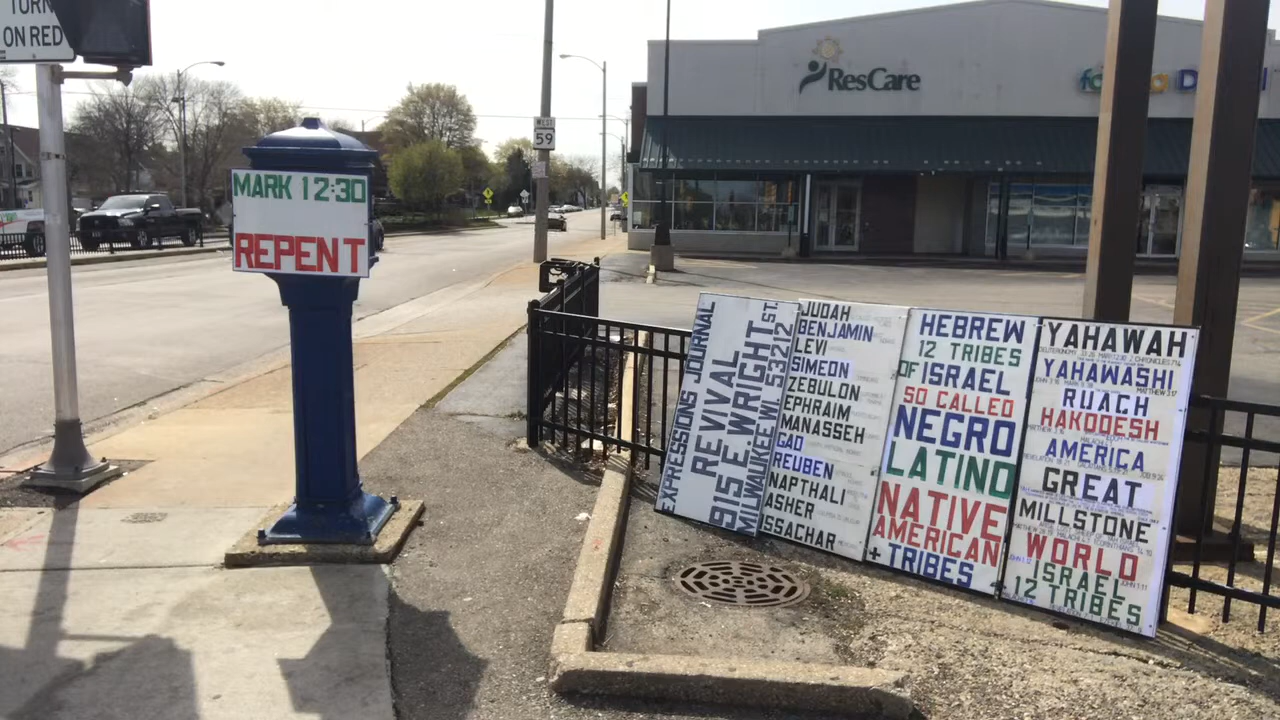 TURN
ON RED
MARK 12:30
REPENT
WEST
59
ResCare
EXPRESSIONS JOURNAL
REVIVAL
1915 E. WRIGHT ST.
MILWAUKEE WI. 53212
JUDAH
BENJAMIN
LEVI
SIMEON
ZEBULON
EPHRAIM
MANASSEH
GAD
REUBEN
NAPTHALI
ASHER
ISSACHAR
HEBREW
12 TRIBES
OF ISRAEL
SO CALLED
NEGRO
LATINO
NATIVE
AMERICAN
+ TRIBES
YAHAWAH
YAHAWASHI
RUACH
HAKODESH
AMERICA
GREAT
MILLSTONE
WORLD
ISRAEL
12 TRIBES